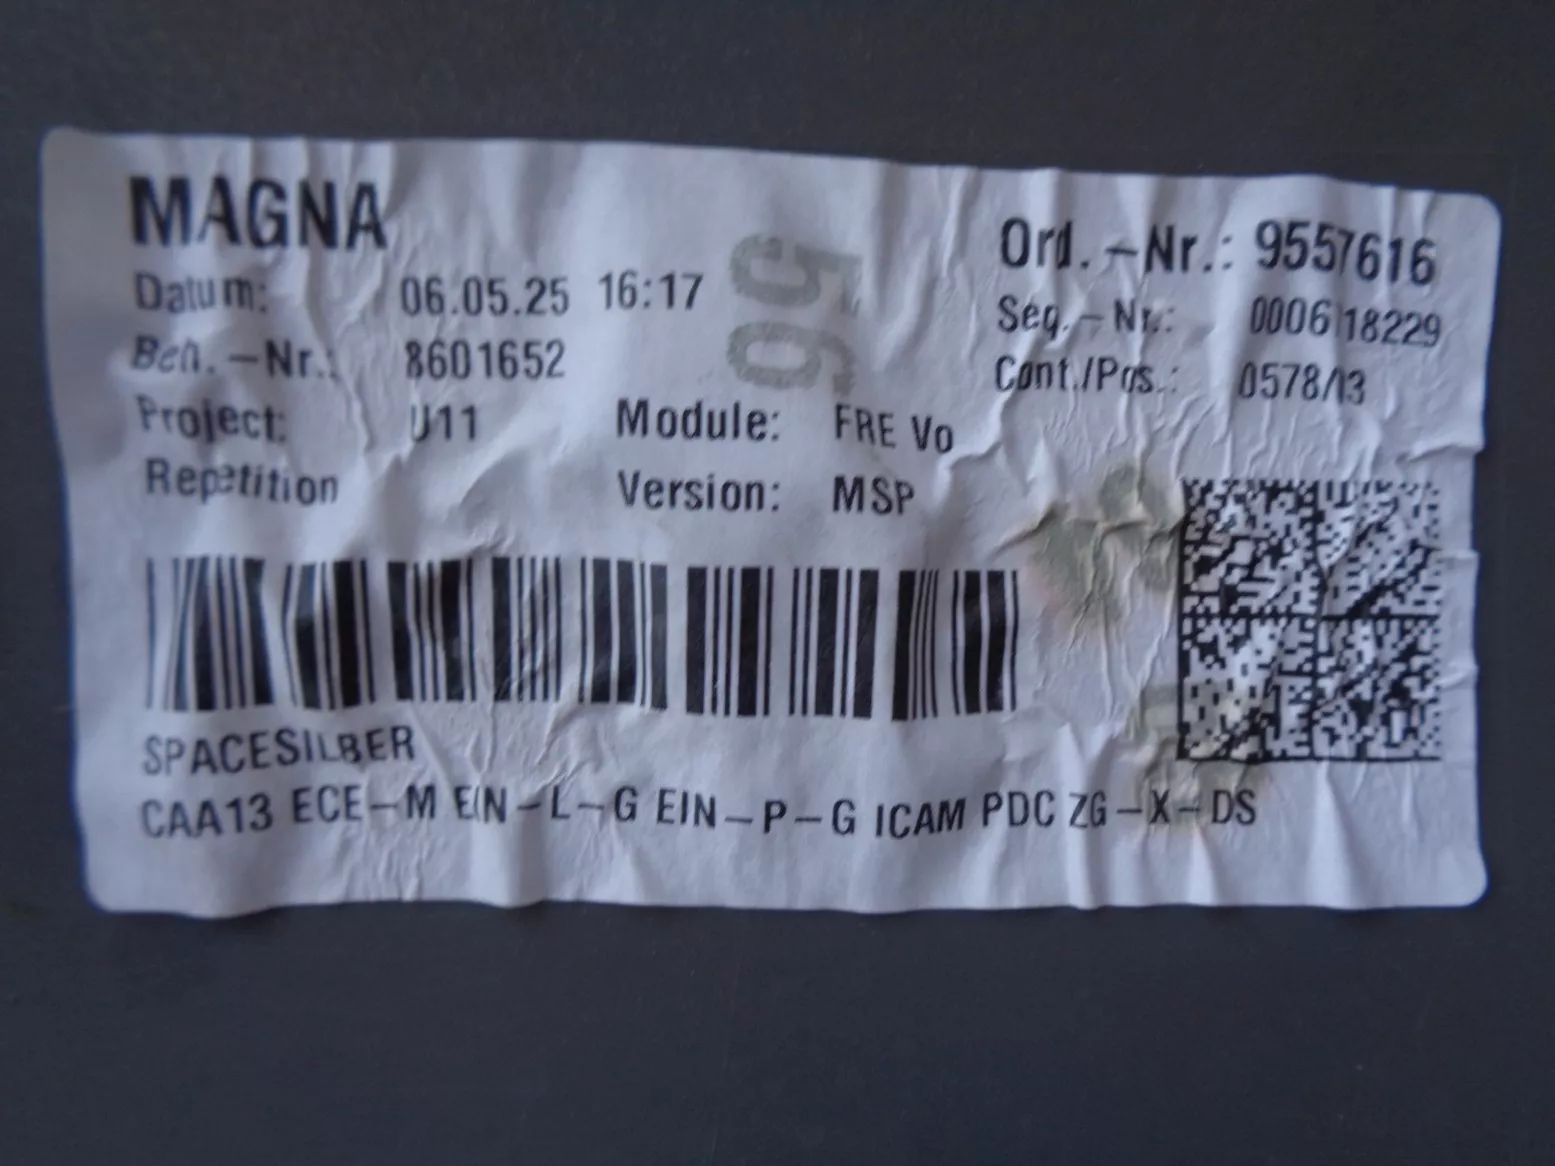 MAGNA
Datum: 06.05.25 16:17
Beh.-Nr.: 8601652
Project: U11
Repetition
Module: FRE Vo
Version: MSP
56
Ord.-Nr.: 9557616
Seq.-Nr.: 000618229
Cont./Pos.: 0578/13
SPACESILBER
CAA13 ECE-M EIN-L-G EIN-P-G ICAM PDC ZG-X-DS